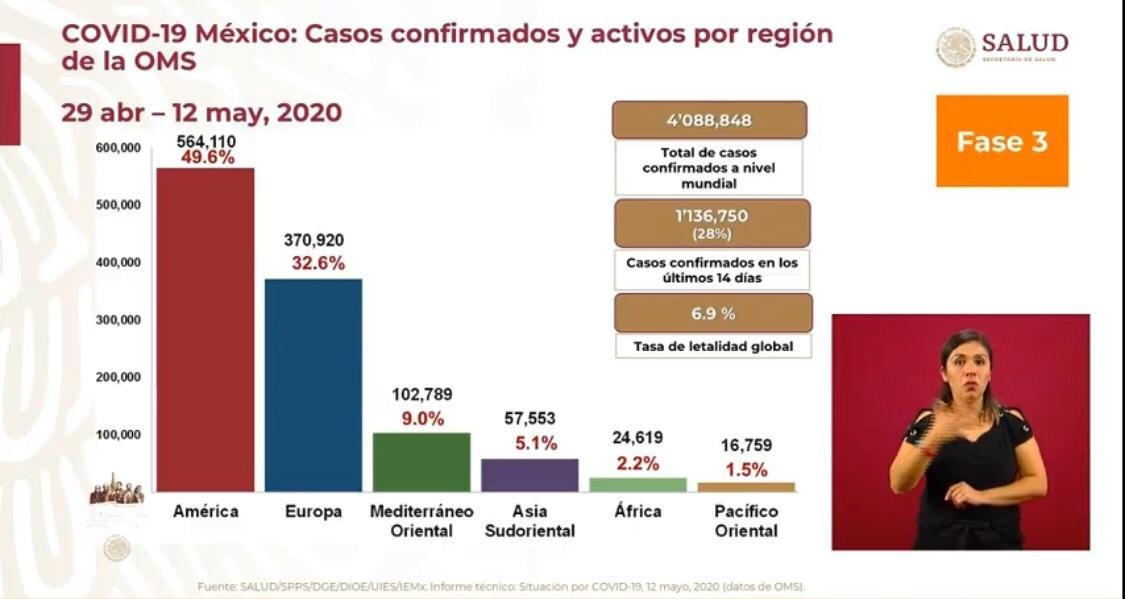 COVID-19 México: Casos confirmados y activos por región
de la OMS
29 abr – 12 may, 2020
SALUD
SECRETARÍA DE SALUD
Fase 3
4'088,848
Total de casos
confirmados a nivel
mundial
1'136,750
(28%)
Casos confirmados en los
últimos 14 días
6.9 %
Tasa de letalidad global
600,000
500,000
400,000
300,000
200,000
100,000
564,110
49.6%
370,920
32.6%
102,789
9.0%
57,553
5.1%
24,619
2.2%
16,759
1.5%
América
Europa
Mediterráneo
Oriental
Asia
Sudoriental
África
Pacífico
Oriental
Fuente: SALUD/SPPS/DGE/DIOE/UIES/IEMx: Informe técnico: Situación por COVID-19, 12 mayo, 2020 (datos de OMS).